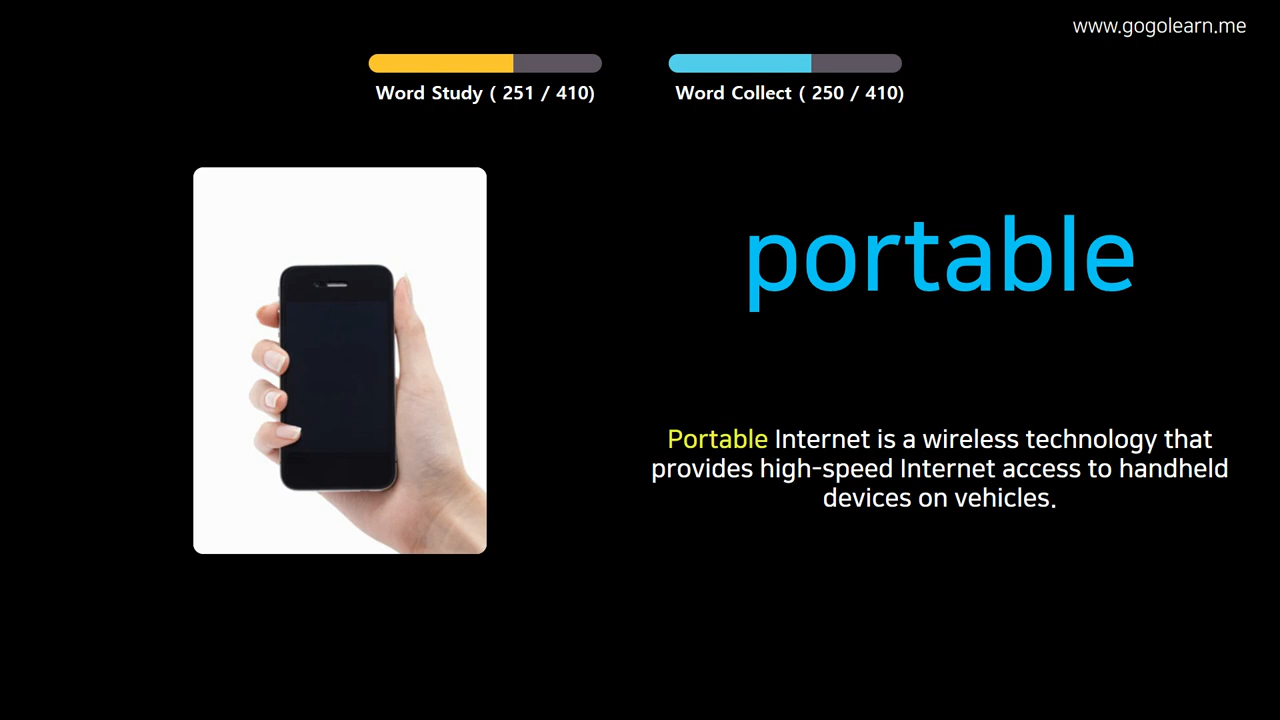 www.gogolearn.me
Word Study ( 251 / 410)
Word Collect ( 250 / 410)
portable
Portable Internet is a wireless technology that
provides high-speed Internet access to handheld
devices on vehicles.